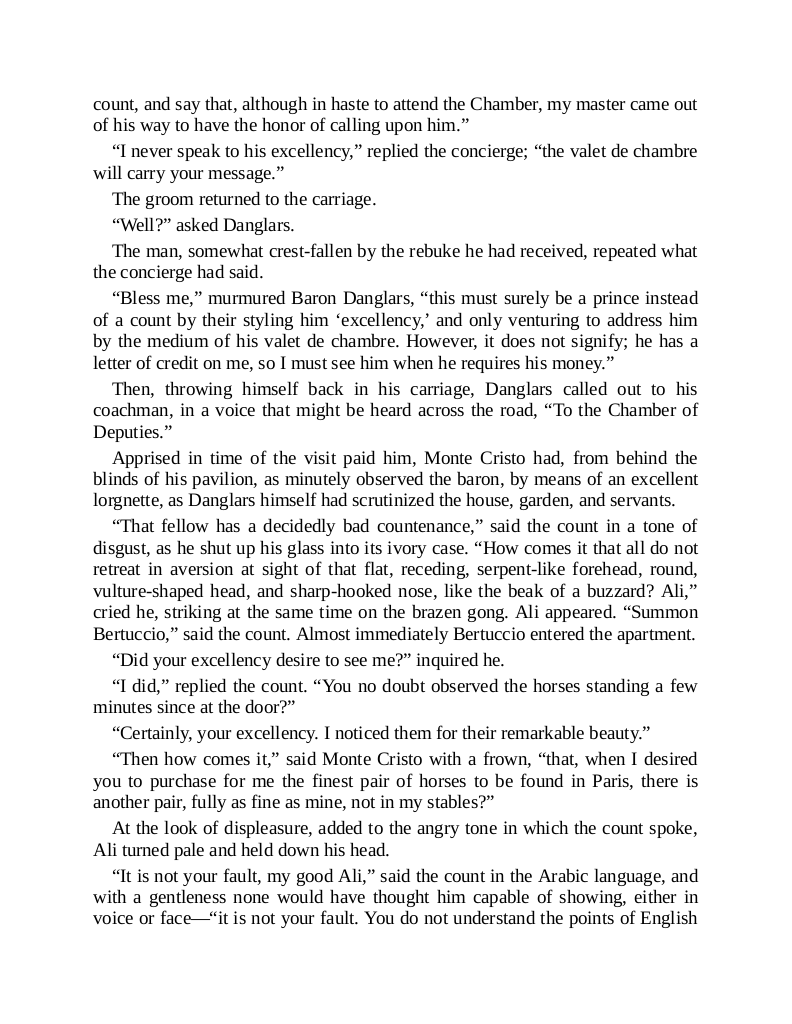 count, and say that, although in haste to attend the Chamber, my master came out
of his way to have the honor of calling upon him.”
“I never speak to his excellency,” replied the concierge; “the valet de chambre
will carry your message.”
The groom returned to the carriage.
“Well?” asked Danglars.
The man, somewhat crest-fallen by the rebuke he had received, repeated what
the concierge had said.
“Bless me,” murmured Baron Danglars, “this must surely be a prince instead
of a count by their styling him ‘excellency,’ and only venturing to address him
by the medium of his valet de chambre. However, it does not signify; he has a
letter of credit on me, so I must see him when he requires his money.”
Then, throwing himself back in his carriage, Danglars called out to his
coachman, in a voice that might be heard across the road, “To the Chamber of
Deputies.”
Apprised in time of the visit paid him, Monte Cristo had, from behind the
blinds of his pavilion, as minutely observed the baron, by means of an excellent
lorgnette, as Danglars himself had scrutinized the house, garden, and servants.
“That fellow has a decidedly bad countenance,” said the count in a tone of
disgust, as he shut up his glass into its ivory case. “How comes it that all do not
retreat in aversion at sight of that flat, receding, serpent-like forehead, round,
vulture-shaped head, and sharp-hooked nose, like the beak of a buzzard? Ali,”
cried he, striking at the same time on the brazen gong. Ali appeared. “Summon
Bertuccio,” said the count. Almost immediately Bertuccio entered the apartment.
“Did your excellency desire to see me?” inquired he.
“I did,” replied the count. “You no doubt observed the horses standing a few
minutes since at the door?”
“Certainly, your excellency. I noticed them for their remarkable beauty.”
“Then how comes it,” said Monte Cristo with a frown, “that, when I desired
you to purchase for me the finest pair of horses to be found in Paris, there is
another pair, fully as fine as mine, not in my stables?”
At the look of displeasure, added to the angry tone in which the count spoke,
Ali turned pale and held down his head.
“It is not your fault, my good Ali,” said the count in the Arabic language, and
with a gentleness none would have thought him capable of showing, either in
voice or face—“it is not your fault. You do not understand the points of English